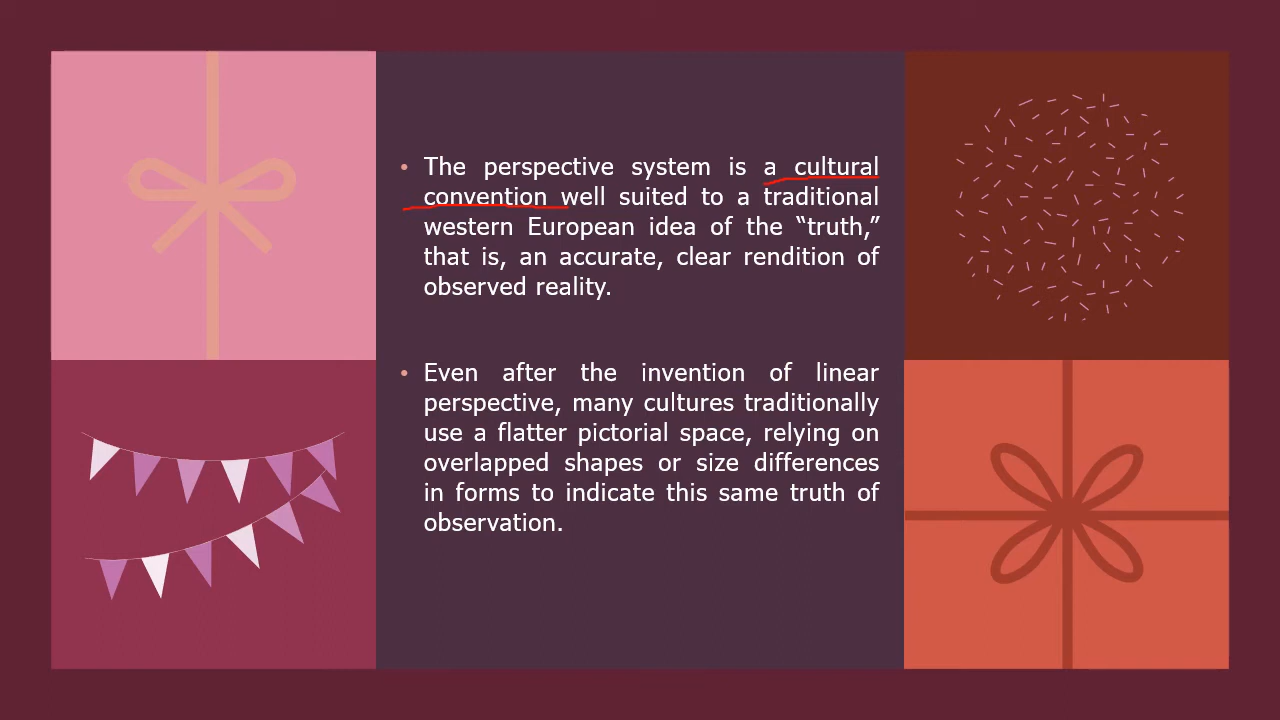 • The perspective system is a cultural
convention well suited to a traditional
western European idea of the “truth,”
that is, an accurate, clear rendition of
observed reality.
• Even after the invention of linear
perspective, many cultures traditionally
use a flatter pictorial space, relying on
overlapped shapes or size differences
in forms to indicate this same truth of
observation.